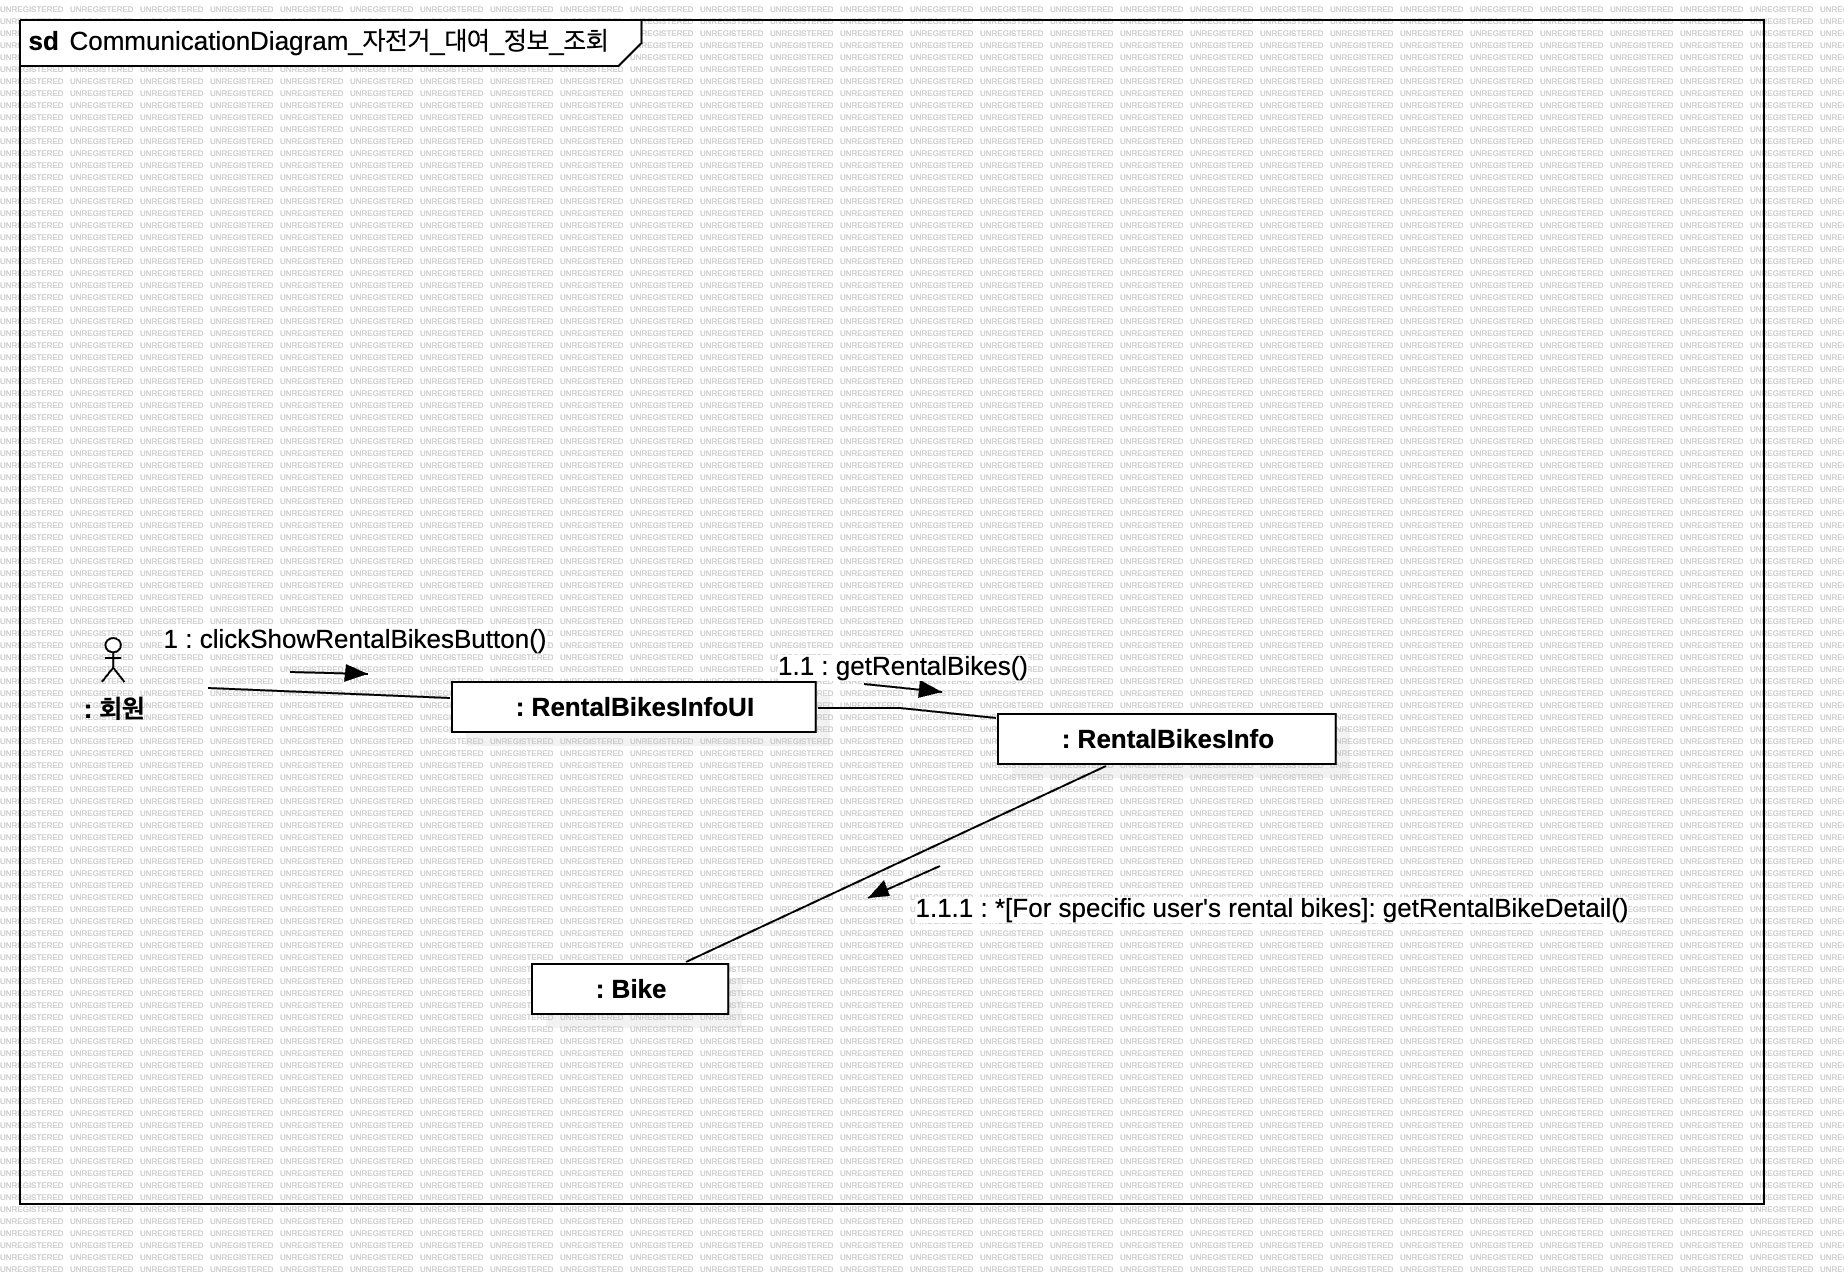 sd CommunicationDiagram_자전거_대여_정보_조회
1 : clickShowRentalBikesButton()
1.1 : getRentalBikes()
: 회원
: RentalBikesInfoUI
: RentalBikesInfo
1.1.1 : *[For specific user's rental bikes]: getRentalBikeDetail()
: Bike
UNREGISTERED